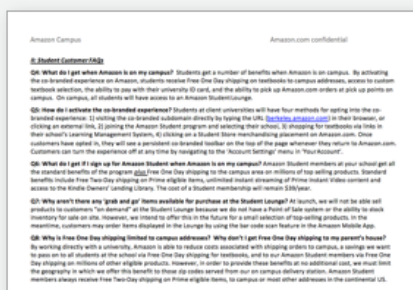 Amazon Campus Amazon.com confidential
II: Student Customer FAQs
Q4: What do I get when Amazon is on my campus? Students get a number of benefits when Amazon is on campus. By activating
the co-branded experience on Amazon, students receive Free One Day shipping on textbooks to campus addresses, access to custom
textbook selection, the ability to pay with their university ID card, and the ability to pick up Amazon orders at pick up points on
campus. On campus, all students will have access to an Amazon Student Lounge.
Q5: How do I activate the co-branded experience? Students at client universities will have four methods for opting into the co-
branded experience: 1) visiting the co-branded subdomain directly by typing the URL (berkeley.amazon.com) in their browser, or
clicking an external link, 2) joining the Amazon Student program and selecting their school, 3) shopping for textbooks via links in
their school's Learning Management System, 4) clicking on a Student Store merchandising placement on Amazon.com. Once
customers have opted in, they will see a persistent co-branded toolbar on the top of the page whenever they return to Amazon.com.
Customers can turn the experience off at any time by navigating to the 'Account Settings' menu in 'Your Account'.
Q6: What do I get if I sign up for Amazon Student when Amazon is on my campus? Amazon Student members at your school get all
the standard benefits of the program plus Free One Day shipping to the campus area on millions of top selling products. Standard
benefits include Free Two-Day shipping on Prime eligible items, unlimited instant streaming of Prime Instant Video content and
access to the Kindle Owners' Lending Library. The cost of a Student membership will remain $39/year.
Q7: Why aren't there any 'grab and go' items available for purchase at the Student Lounge? At launch, we will not be able sell
products to customers "on demand" at the Student Lounge because we do not have a Point of Sale system or the ability to stock
inventory for sale on site. However, we intend to offer this in the future for a small selection of top-selling products. In the
meantime, customers may order items displayed in the Lounge by using the bar code scan feature in the Amazon Mobile App.
Q8: Why is Free One Day shipping limited to campus addresses? Why don't I get Free One Day shipping to my parent's house?
By working directly with a university, Amazon is able to reduce costs associated with shipping orders to campus, a savings we want
to pass on to all students at the school via Free One Day shipping for textbooks, and to our Amazon Student members via Free One
Day shipping on millions of other eligible products. However, in order to provide these benefits at no additional cost, we must limit
the geography in which we offer this benefit to those zip codes served from our on campus delivery station. Amazon Student
members always receive Free Two-Day shipping on Prime eligible items, to campus or most other addresses in the continental US.